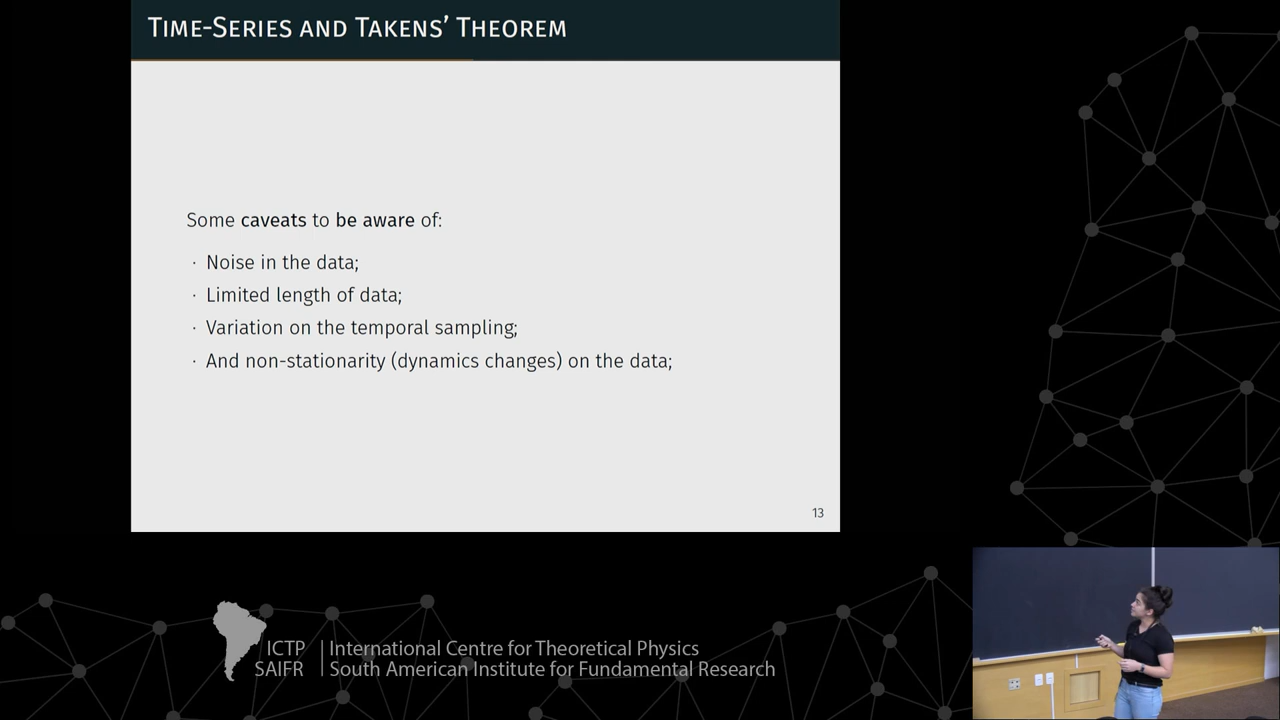 Time-Series and Takens’ Theorem
Some caveats to be aware of:
· Noise in the data;
· Limited length of data;
· Variation on the temporal sampling;
· And non-stationarity (dynamics changes) on the data;
13
ICTP | International Centre for Theoretical Physics
SAIFR | South American Institute for Fundamental Research